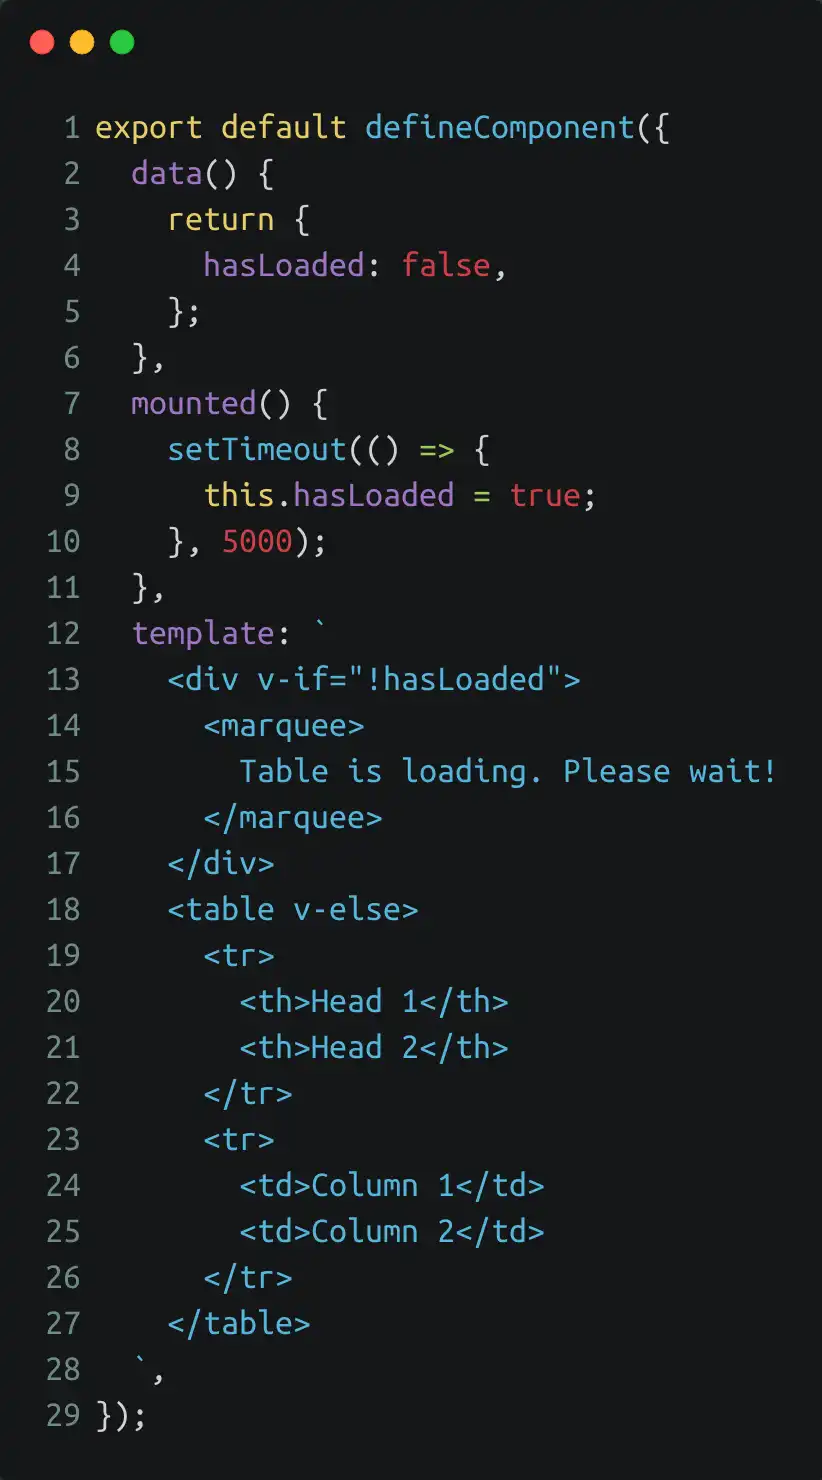 1 export default defineComponent({
2   data() {
3     return {
4       hasLoaded: false,
5     };
6   },
7   mounted() {
8     setTimeout(() => {
9       this.hasLoaded = true;
10     }, 5000);
11   },
12   template: `
13     <div v-if="!hasLoaded">
14       <marquee>
15         Table is loading. Please wait!
16       </marquee>
17     </div>
18     <table v-else>
19       <tr>
20         <th>Head 1</th>
21         <th>Head 2</th>
22       </tr>
23       <tr>
24         <td>Column 1</td>
25         <td>Column 2</td>
26       </tr>
27     </table>
28   `,
29 });